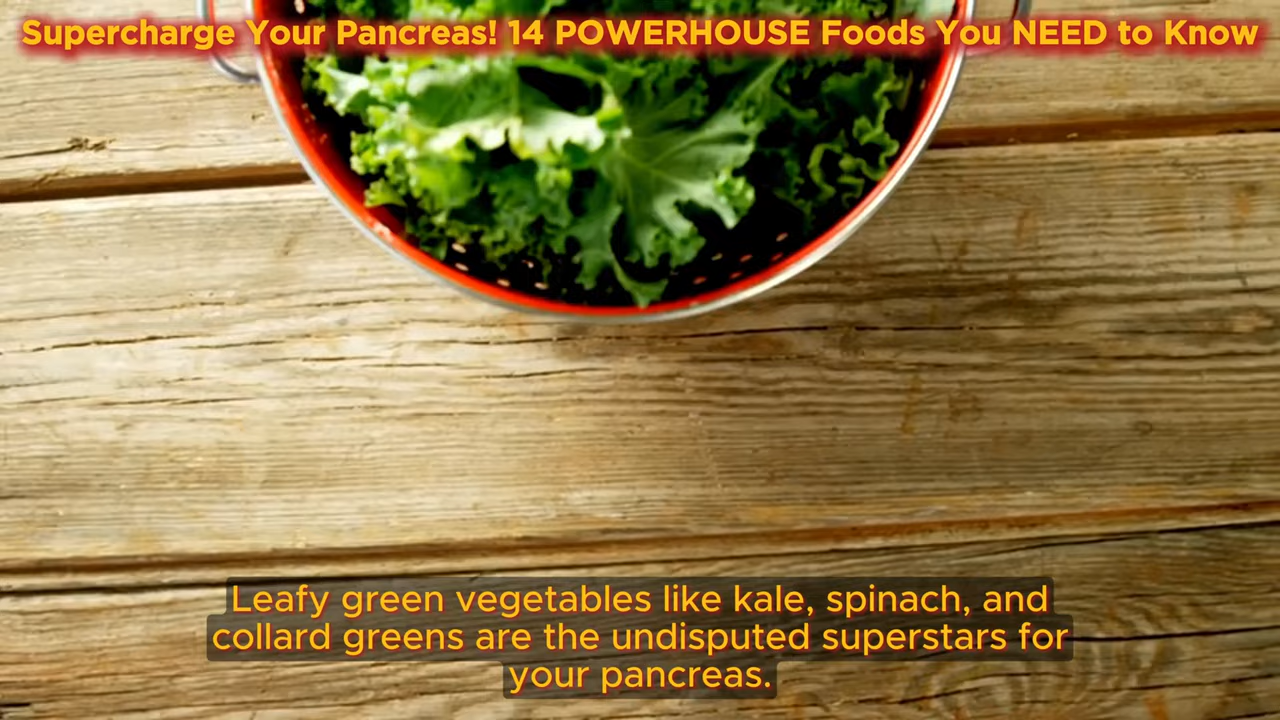 Supercharge Your Pancreas! 14 POWERHOUSE Foods You NEED to Know
Leafy green vegetables like kale, spinach, and
collard greens are the undisputed superstars for
your pancreas.